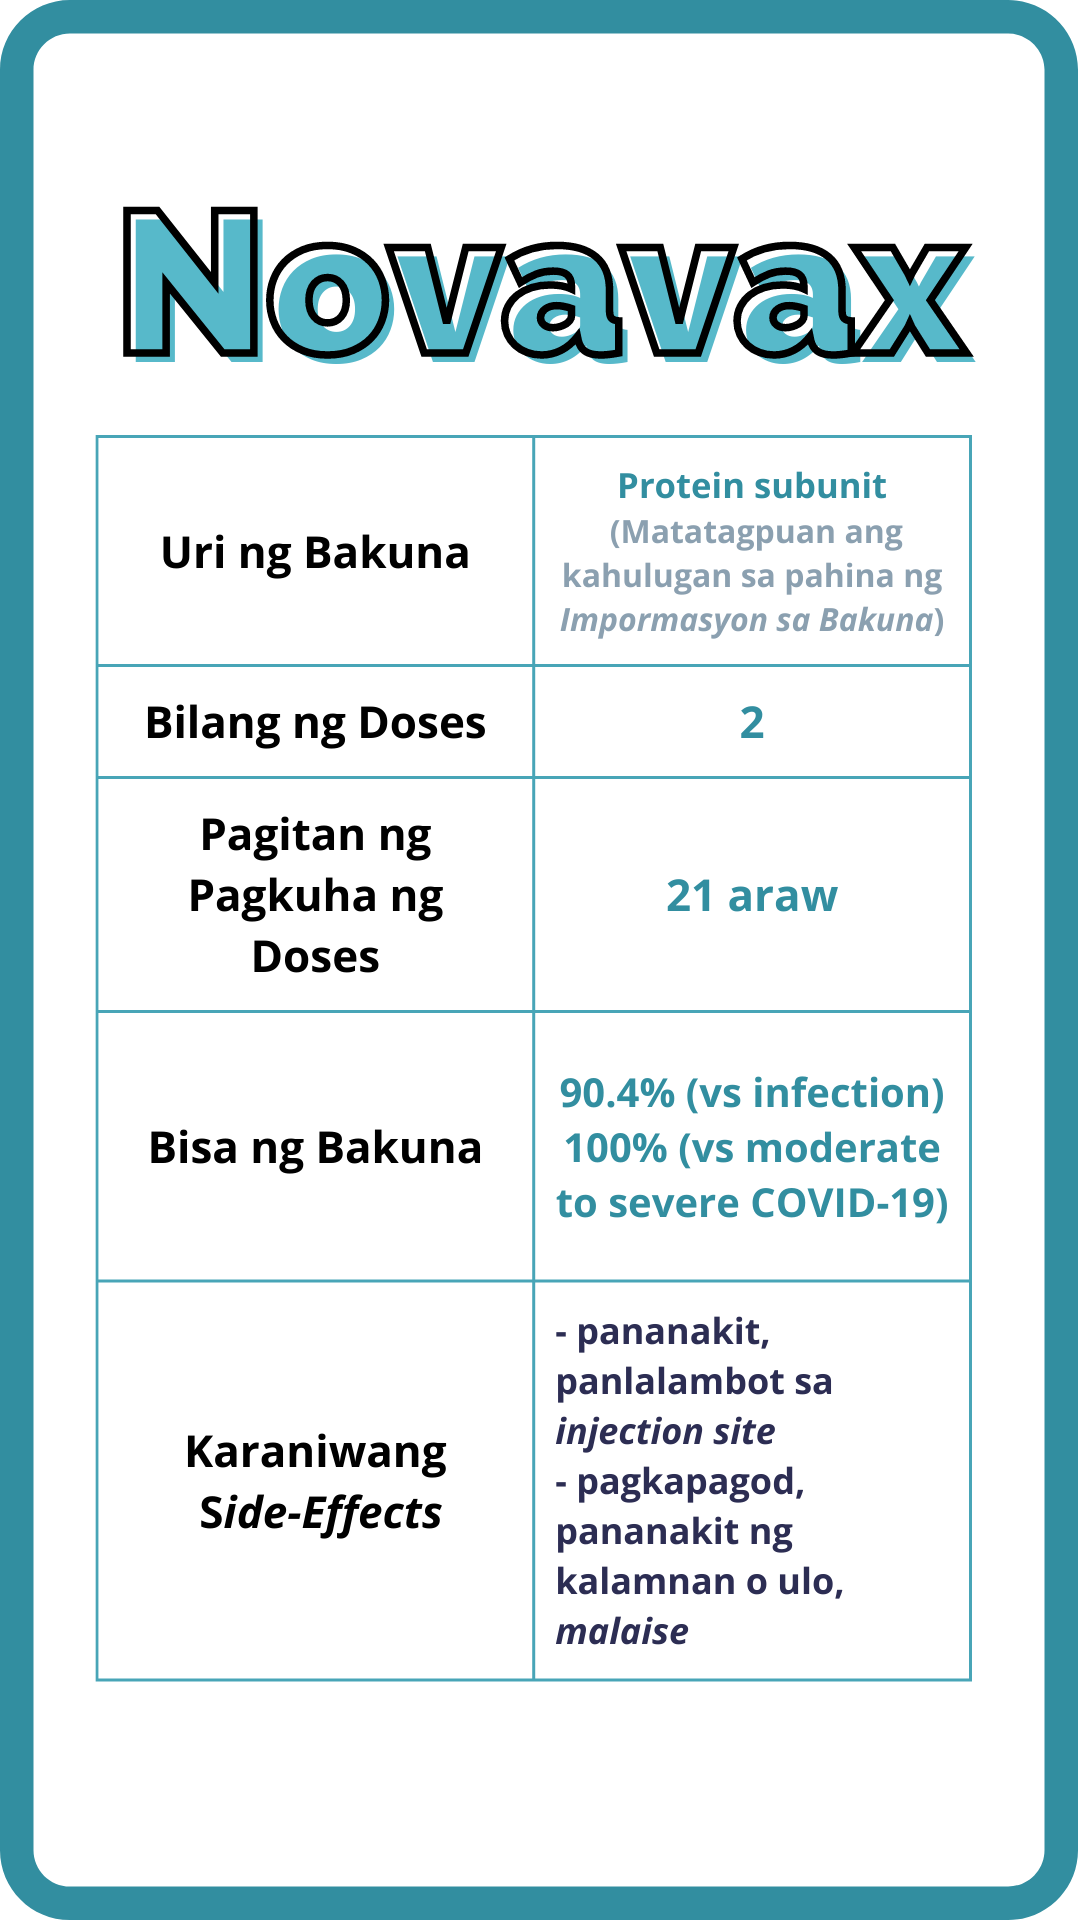 Novavax
Uri ng Bakuna
Protein subunit
(Matatagpuan ang
kahulugan sa pahina ng
Impormasyon sa Bakuna)
Bilang ng Doses
2
Pagitan ng
Pagkuha ng
Doses
21 araw
Bisa ng Bakuna
90.4% (vs infection)
100% (vs moderate
to severe COVID-19)
Karaniwang
Side-Effects
- pananakit,
panlalambot sa
injection site
- pagkapagod,
pananakit ng
kalamnan o ulo,
malaise